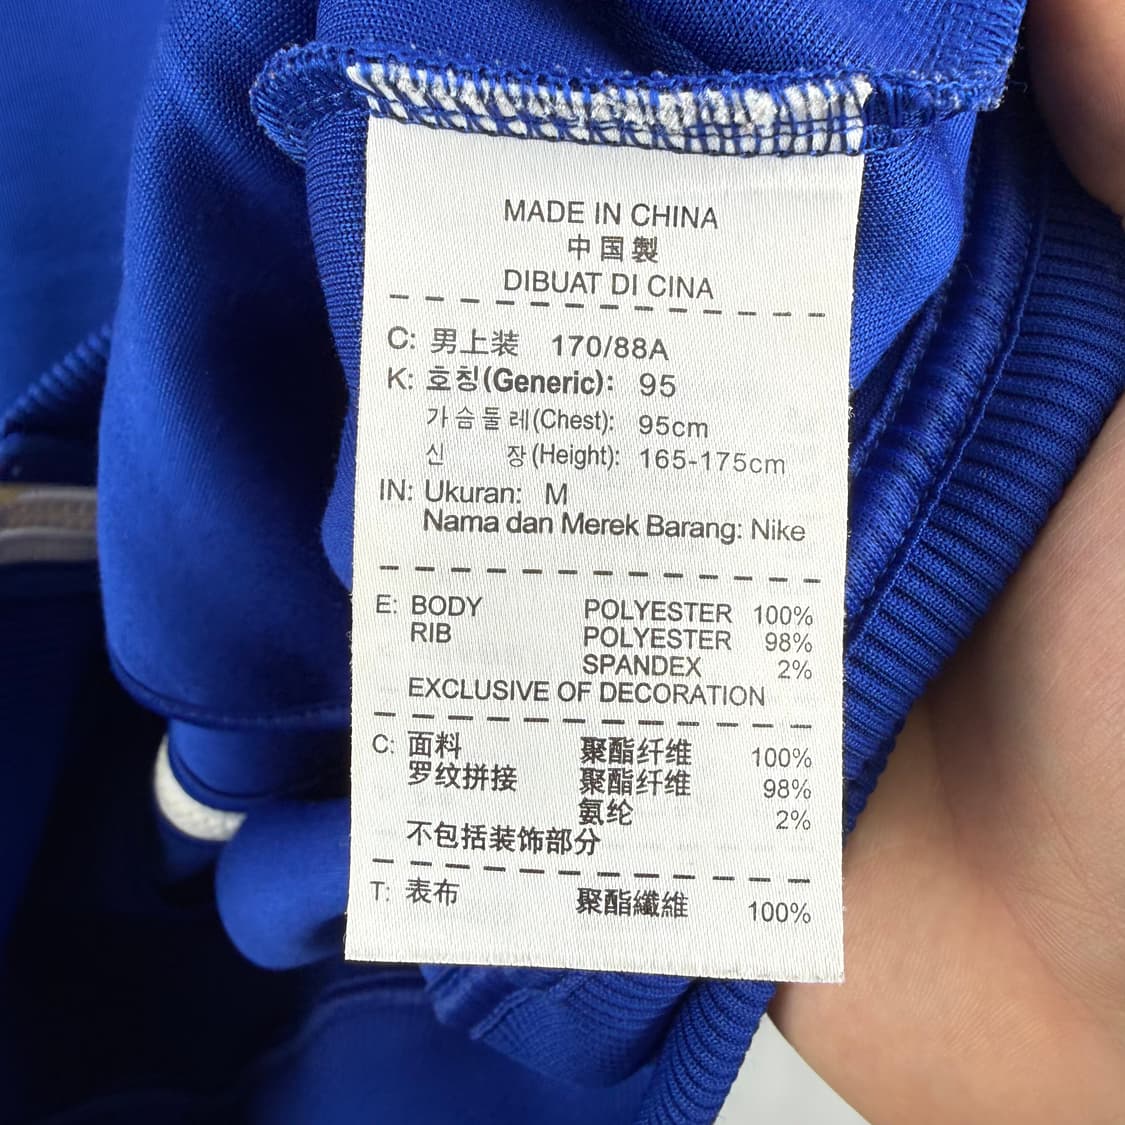 MADE IN CHINA
中国製
DIBUAT DI CINA
C: 男上装 170/88A
K: 호칭(Generic): 95
가슴둘레(Chest): 95cm
신 장(Height): 165-175cm
IN: Ukuran: M
Nama dan Merek Barang: Nike
E: BODY POLYESTER 100%
RIB POLYESTER 98%
SPANDEX 2%
EXCLUSIVE OF DECORATION
C: 面料 聚酯纤维 100%
罗纹拼接 聚酯纤维 98%
氨纶 2%
不包括装饰部分
T: 表布 聚酯纖維 100%